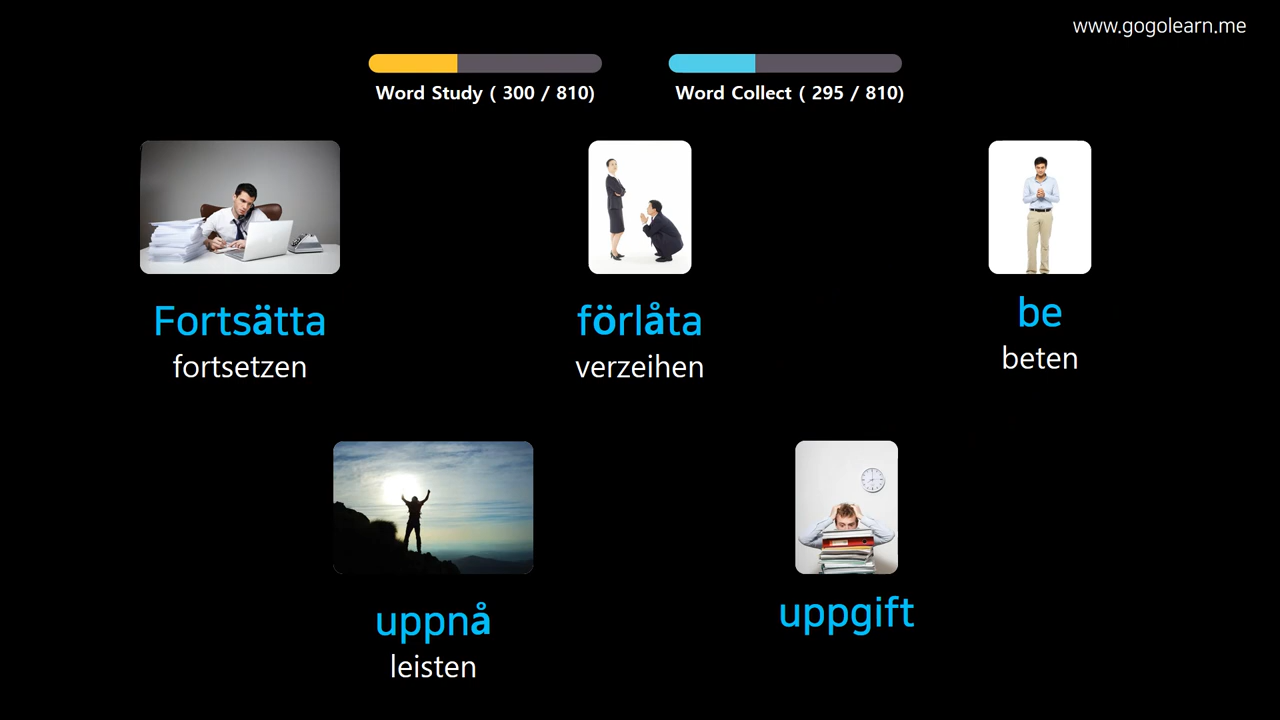 www.gogolearn.me
Word Study ( 300 / 810)
Word Collect ( 295 / 810)
Fortsätta
fortsetzen
förlåta
verzeihen
be
beten
uppnå
leisten
uppgift